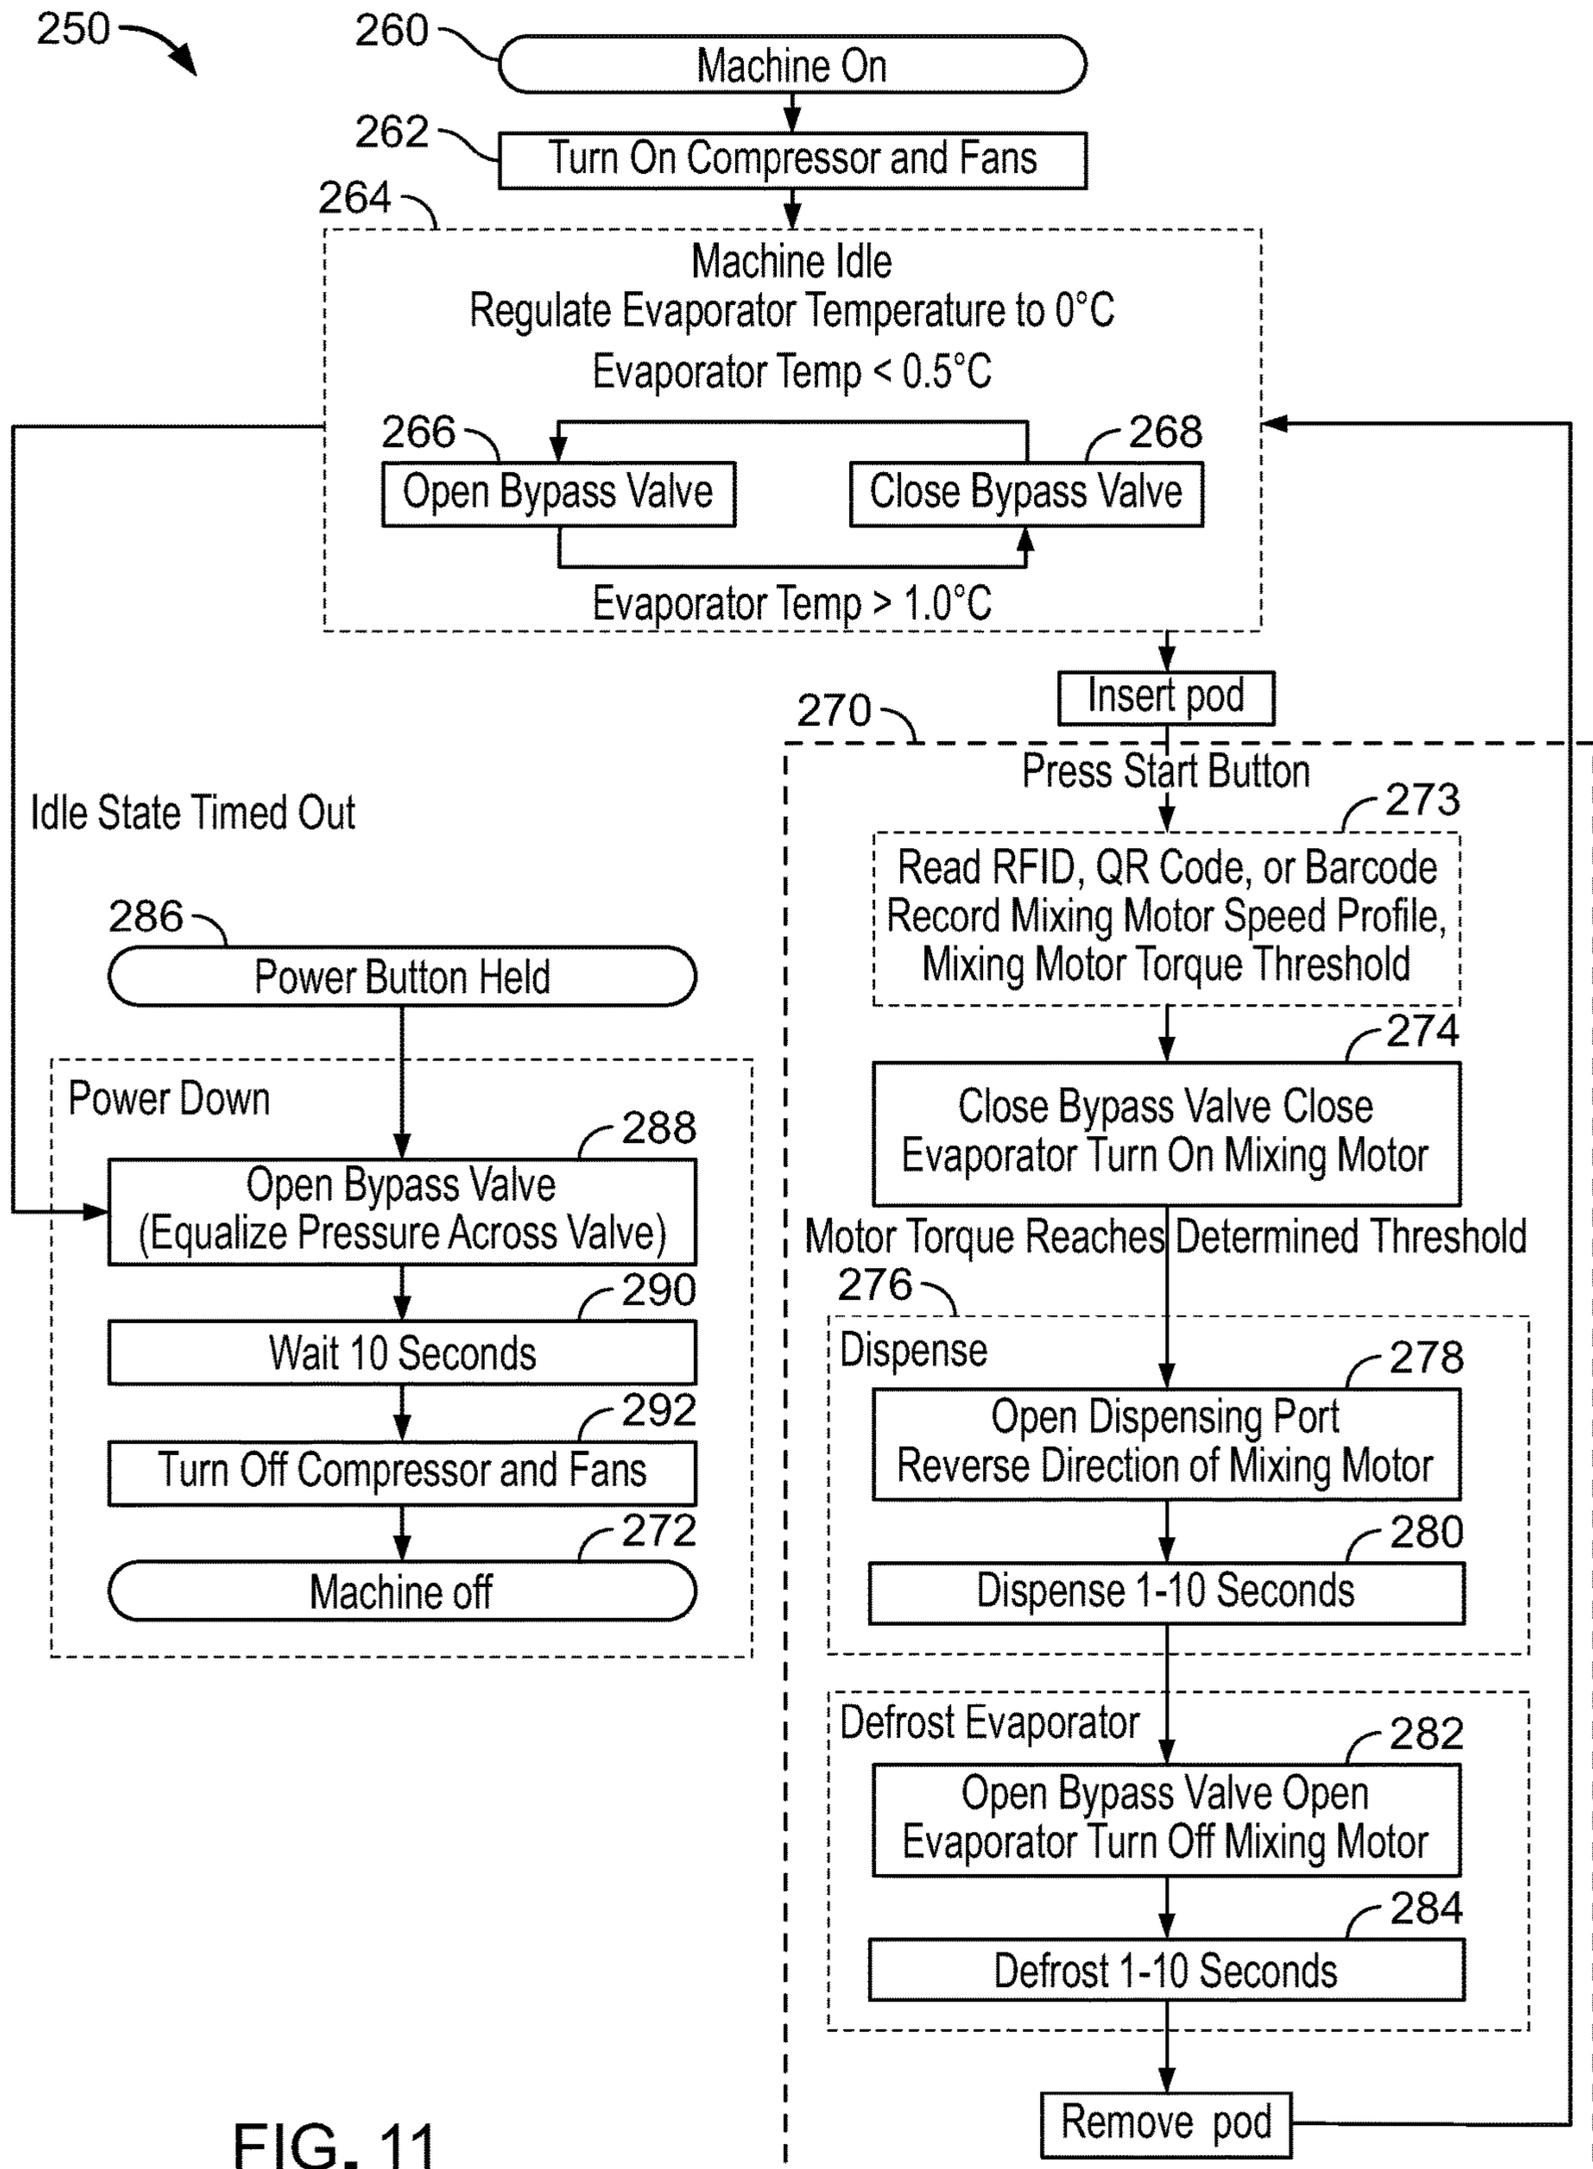 250
260
Machine On
262
Turn On Compressor and Fans
264
Machine Idle
Regulate Evaporator Temperature to 0°C
Evaporator Temp < 0.5°C
266
268
Open Bypass Valve
Close Bypass Valve
Evaporator Temp > 1.0°C
Insert pod
270
Press Start Button
273
Read RFID, QR Code, or Barcode
Record Mixing Motor Speed Profile,
Mixing Motor Torque Threshold
274
Close Bypass Valve Close
Evaporator Turn On Mixing Motor
Motor Torque Reaches Determined Threshold
276
Dispense
278
Open Dispensing Port
Reverse Direction of Mixing Motor
280
Dispense 1-10 Seconds
Defrost Evaporator
282
Open Bypass Valve Open
Evaporator Turn Off Mixing Motor
284
Defrost 1-10 Seconds
Remove pod
Idle State Timed Out
286
Power Button Held
Power Down
288
Open Bypass Valve
(Equalize Pressure Across Valve)
290
Wait 10 Seconds
292
Turn Off Compressor and Fans
272
Machine off
FIG. 11